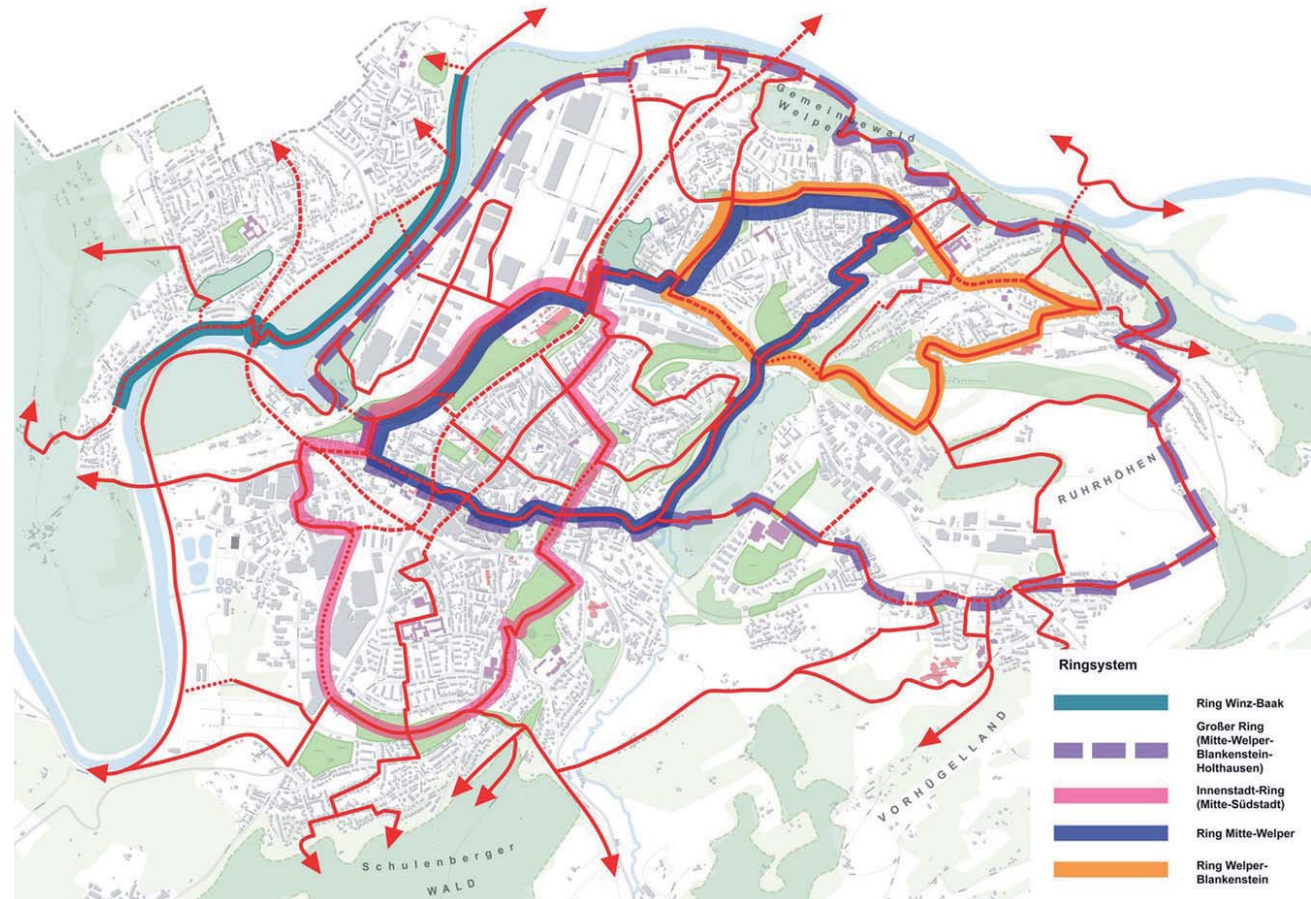 Gemeindewald
Welper
RUHRHÖHEN
VORHÜGELLAND
Schulenberger
WALD
Ringsystem
Ring Winz-Baak
Großer Ring
(Mitte-Welper-
Blankenstein-
Holthausen)
Innenstadt-Ring
(Mitte-Südstadt)
Ring Mitte-Welper
Ring Welper-
Blankenstein